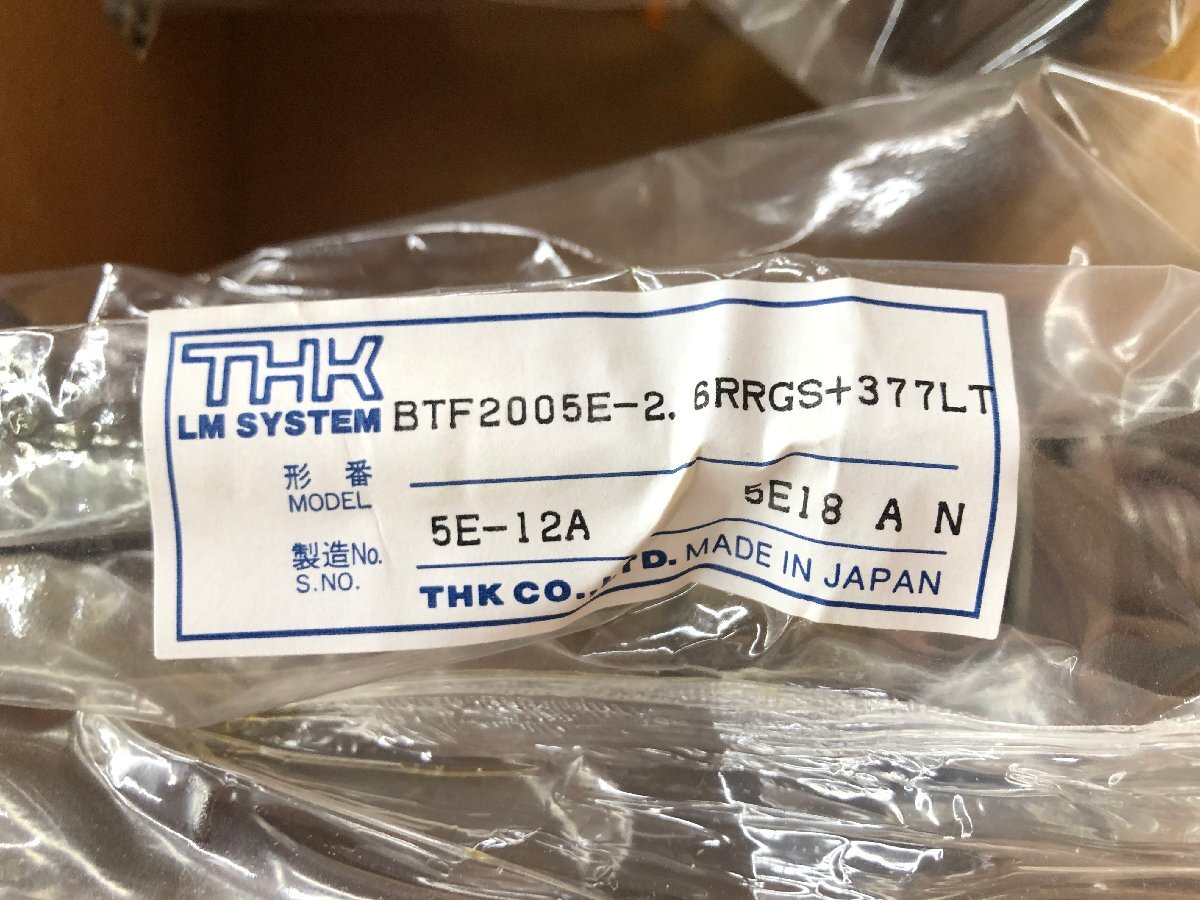 THK
LM SYSTEM
BTF2005E-2. 6RRGS+377LT
形 番
MODEL
5E-12A 5E18 A N
製造No.
S.NO.
THK CO., LTD. MADE IN JAPAN